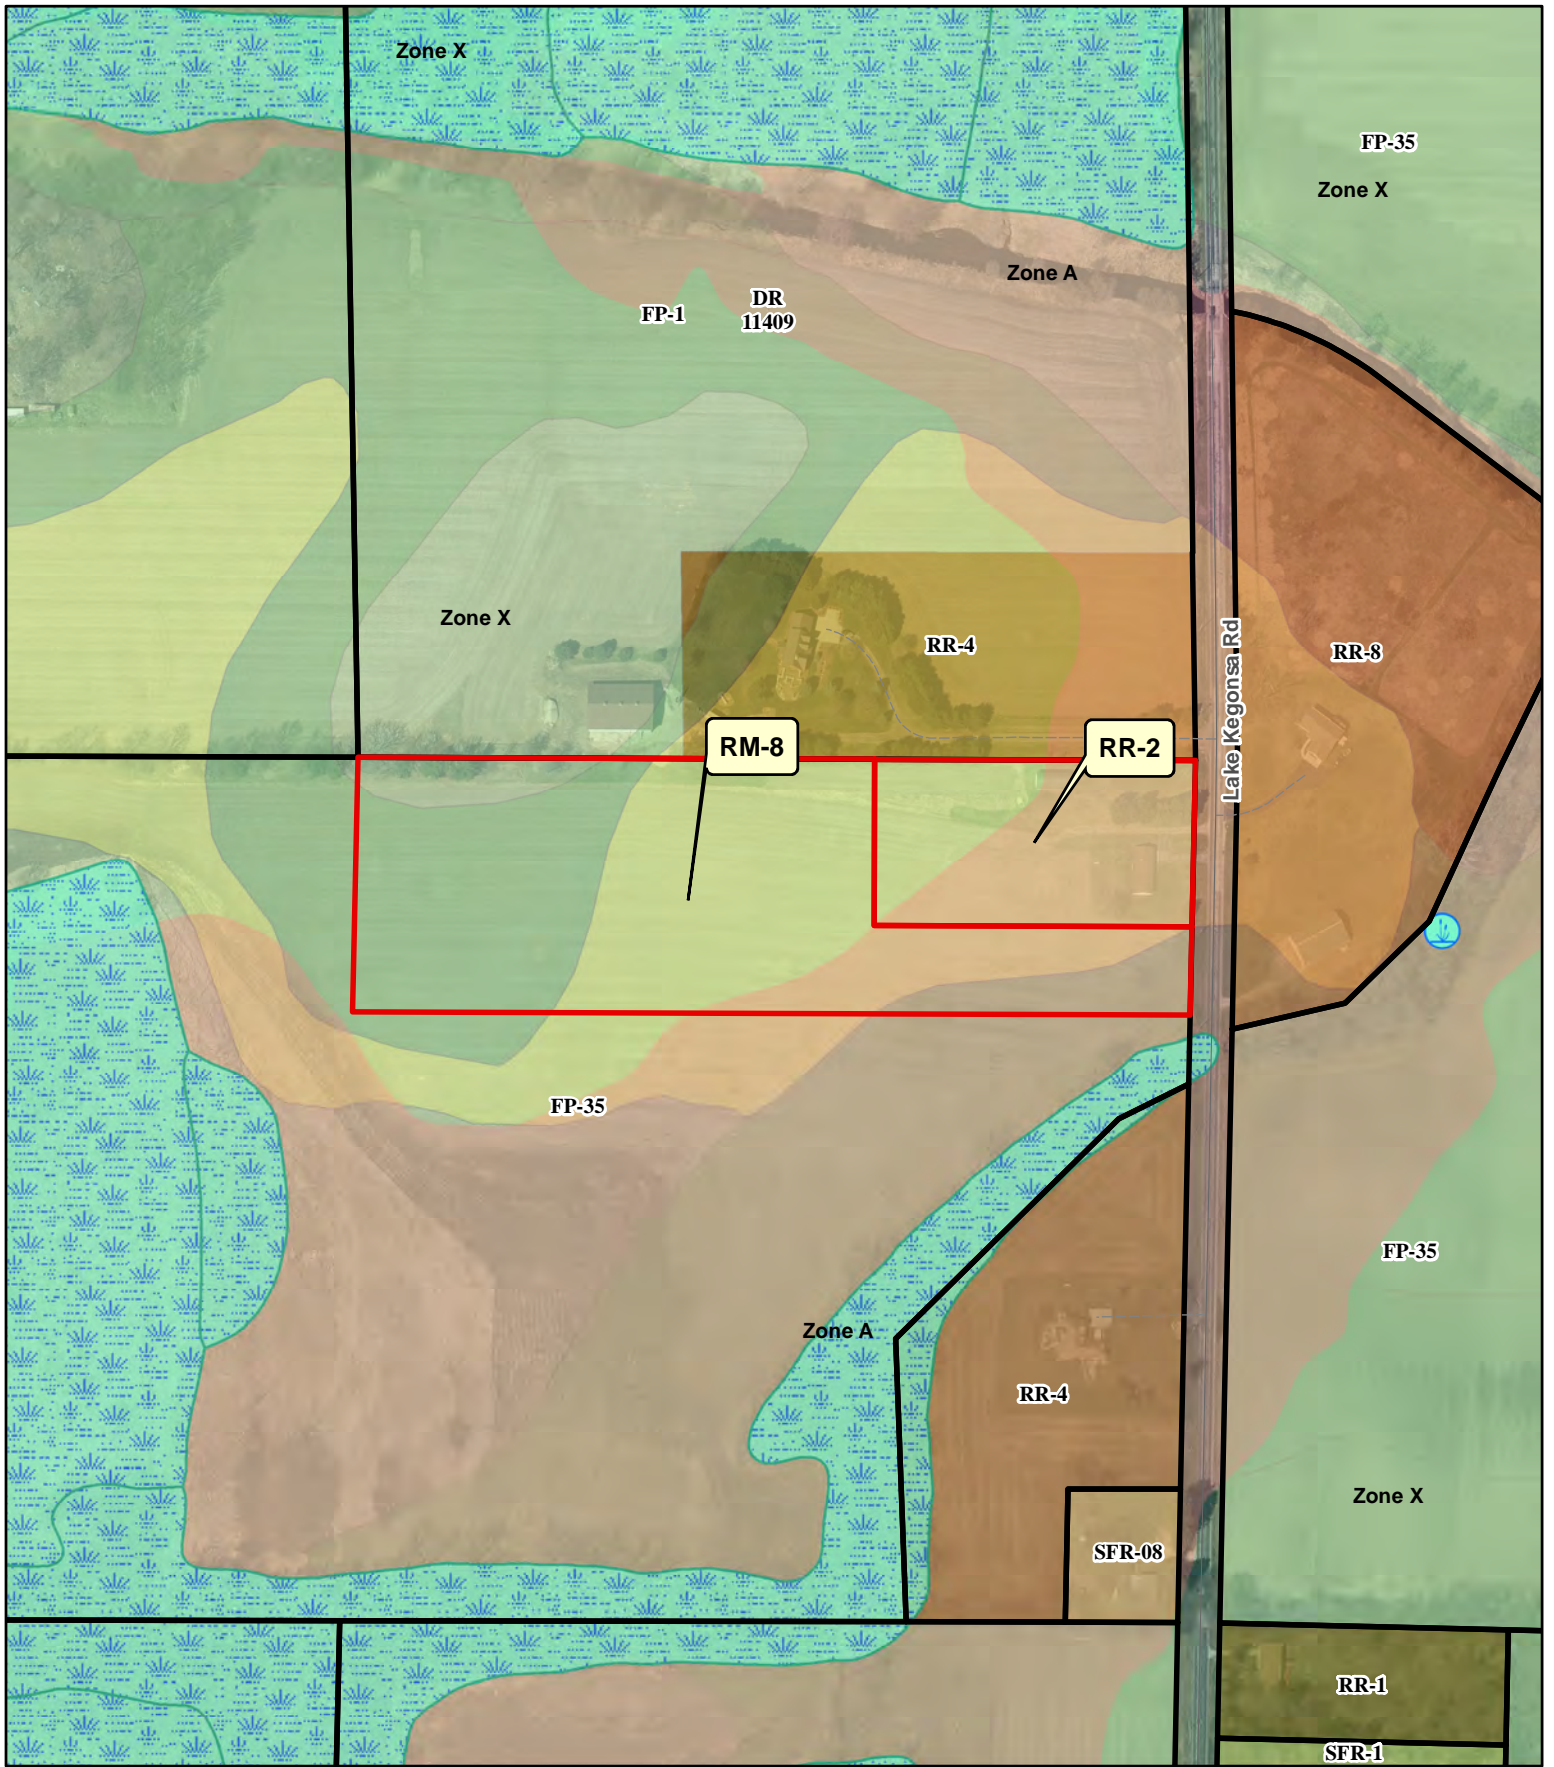 Zone X
FP-35
Zone X
Zone A
DR
11409
FP-1
Zone X
RR-4
RR-8
Lake Kegonsa Rd
RM-8
RR-2
FP-35
FP-35
Zone A
RR-4
Zone X
SFR-08
RR-1
SFR-1